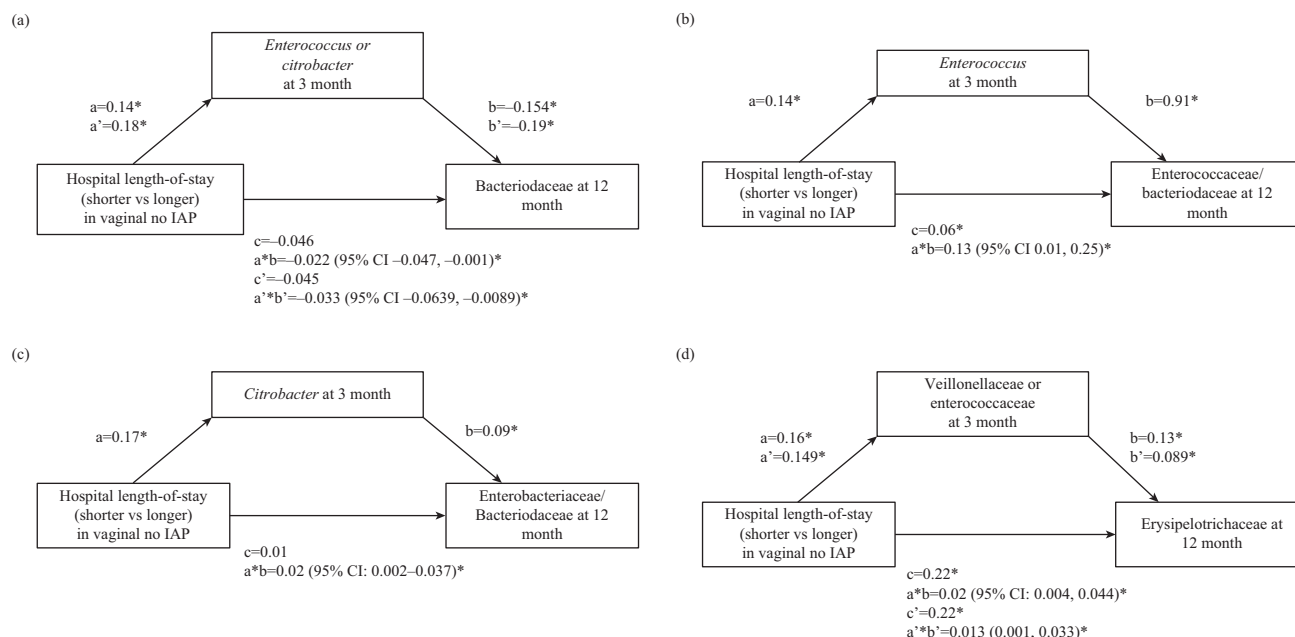 (a)
Enterococcus or
citrobacter
at 3 month
a=0.14*
a’=0.18*
b=–0.154*
b’=–0.19*
Hospital length-of-stay
(shorter vs longer)
in vaginal no IAP
Bacteriodaceae at 12
month
c=–0.046
a*b=–0.022 (95% CI –0.047, –0.001)*
c’=–0.045
a’*b’=–0.033 (95% CI –0.0639, –0.0089)*
(b)
Enterococcus
at 3 month
a=0.14*
b=0.91*
Hospital length-of-stay
(shorter vs longer)
in vaginal no IAP
Enterococcaceae/
bacteriodaceae at 12
month
c=0.06*
a*b=0.13 (95% CI 0.01, 0.25)*
(c)
Citrobacter at 3 month
a=0.17*
b=0.09*
Hospital length-of-stay
(shorter vs longer)
in vaginal no IAP
Enterobacteriaceae/
Bacteriodaceae at 12
month
c=0.01
a*b=0.02 (95% CI: 0.002–0.037)*
(d)
Veillonellaceae or
enterococcaceae
at 3 month
a=0.16*
a’=0.149*
b=0.13*
b’=0.089*
Hospital length-of-stay
(shorter vs longer)
in vaginal no IAP
Erysipelotrichaceae at
12 month
c=0.22*
a*b=0.02 (95% CI: 0.004, 0.044)*
c’=0.22*
a’*b’=0.013 (0.001, 0.033)*